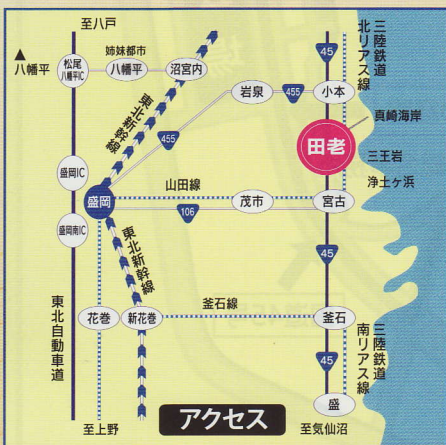 至八戸
▲
八幡平
松尾
八幡平IC
姉妹都市
八幡平
沼宮内
東北新幹線
岩泉
455
小本
45
三陸鉄道
北リアス線
455
田老
真崎海岸
三王岩
浄土ヶ浜
盛岡IC
盛岡
盛岡南IC
山田線
106
茂市
宮古
東北新幹線
45
東北自動車道
花巻
新花巻
釜石線
釜石
三陸鉄道
南リアス線
45
盛
至上野
アクセス
至気仙沼